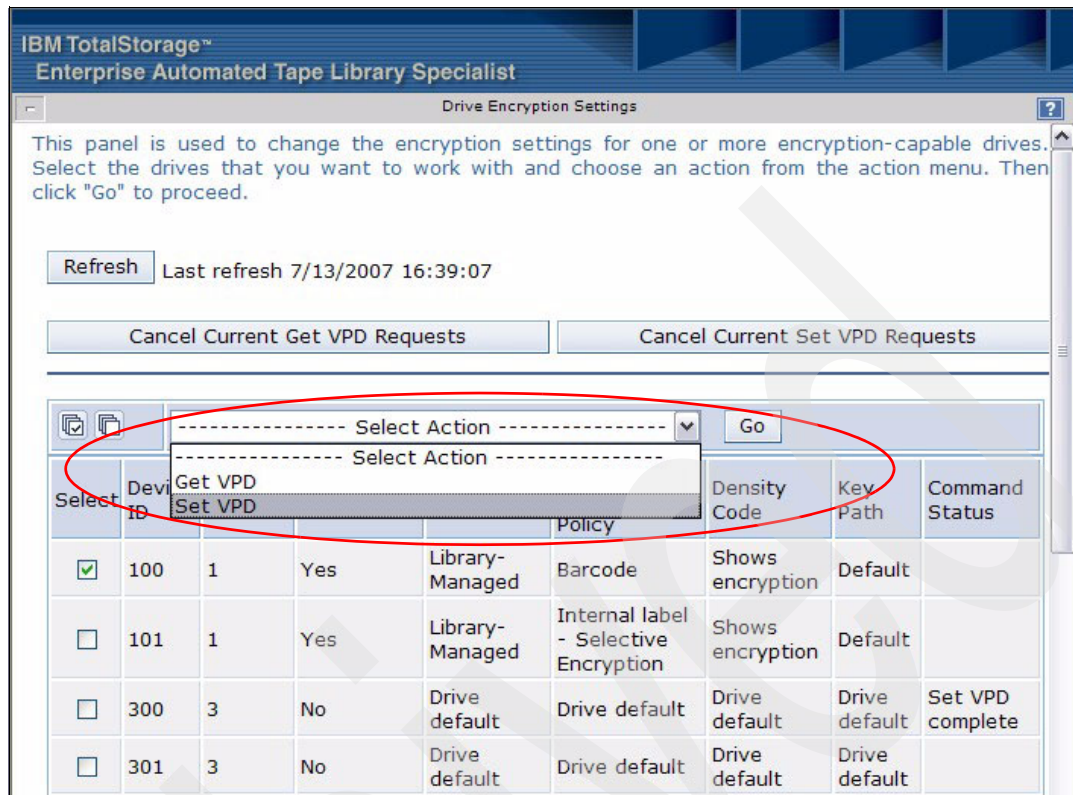 IBM TotalStorage™
Enterprise Automated Tape Library Specialist
Drive Encryption Settings
?
This panel is used to change the encryption settings for one or more encryption-capable drives.
Select the drives that you want to work with and choose an action from the action menu. Then
click "Go" to proceed.
Refresh Last refresh 7/13/2007 16:39:07
Cancel Current Get VPD Requests Cancel Current Set VPD Requests
---------------- Select Action ---------------- Go
---------------- Select Action ----------------
Get VPD
Set VPD
Select ID Policy Density Code Key Path Command Status
100 1 Yes Library-Managed Barcode Shows encryption Default
101 1 Yes Library-Managed Internal label - Selective Encryption Shows encryption Default
300 3 No Drive default Drive default Drive default Drive default Set VPD complete
301 3 No Drive default Drive default Drive default Drive default